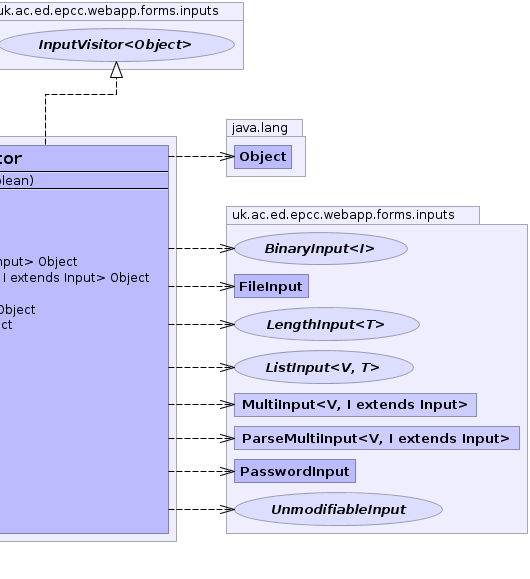 uk.ac.ed.epcc.webapp.forms.inputs
InputVisitor<Object>
java.lang
Object
tor
olean)
nput> Object
I extends Input> Object
Object
ct
uk.ac.ed.epcc.webapp.forms.inputs
BinaryInput<I>
FileInput
LengthInput<T>
ListInput<V, T>
MultiInput<V, I extends Input>
ParseMultiInput<V, I extends Input>
PasswordInput
UnmodifiableInput